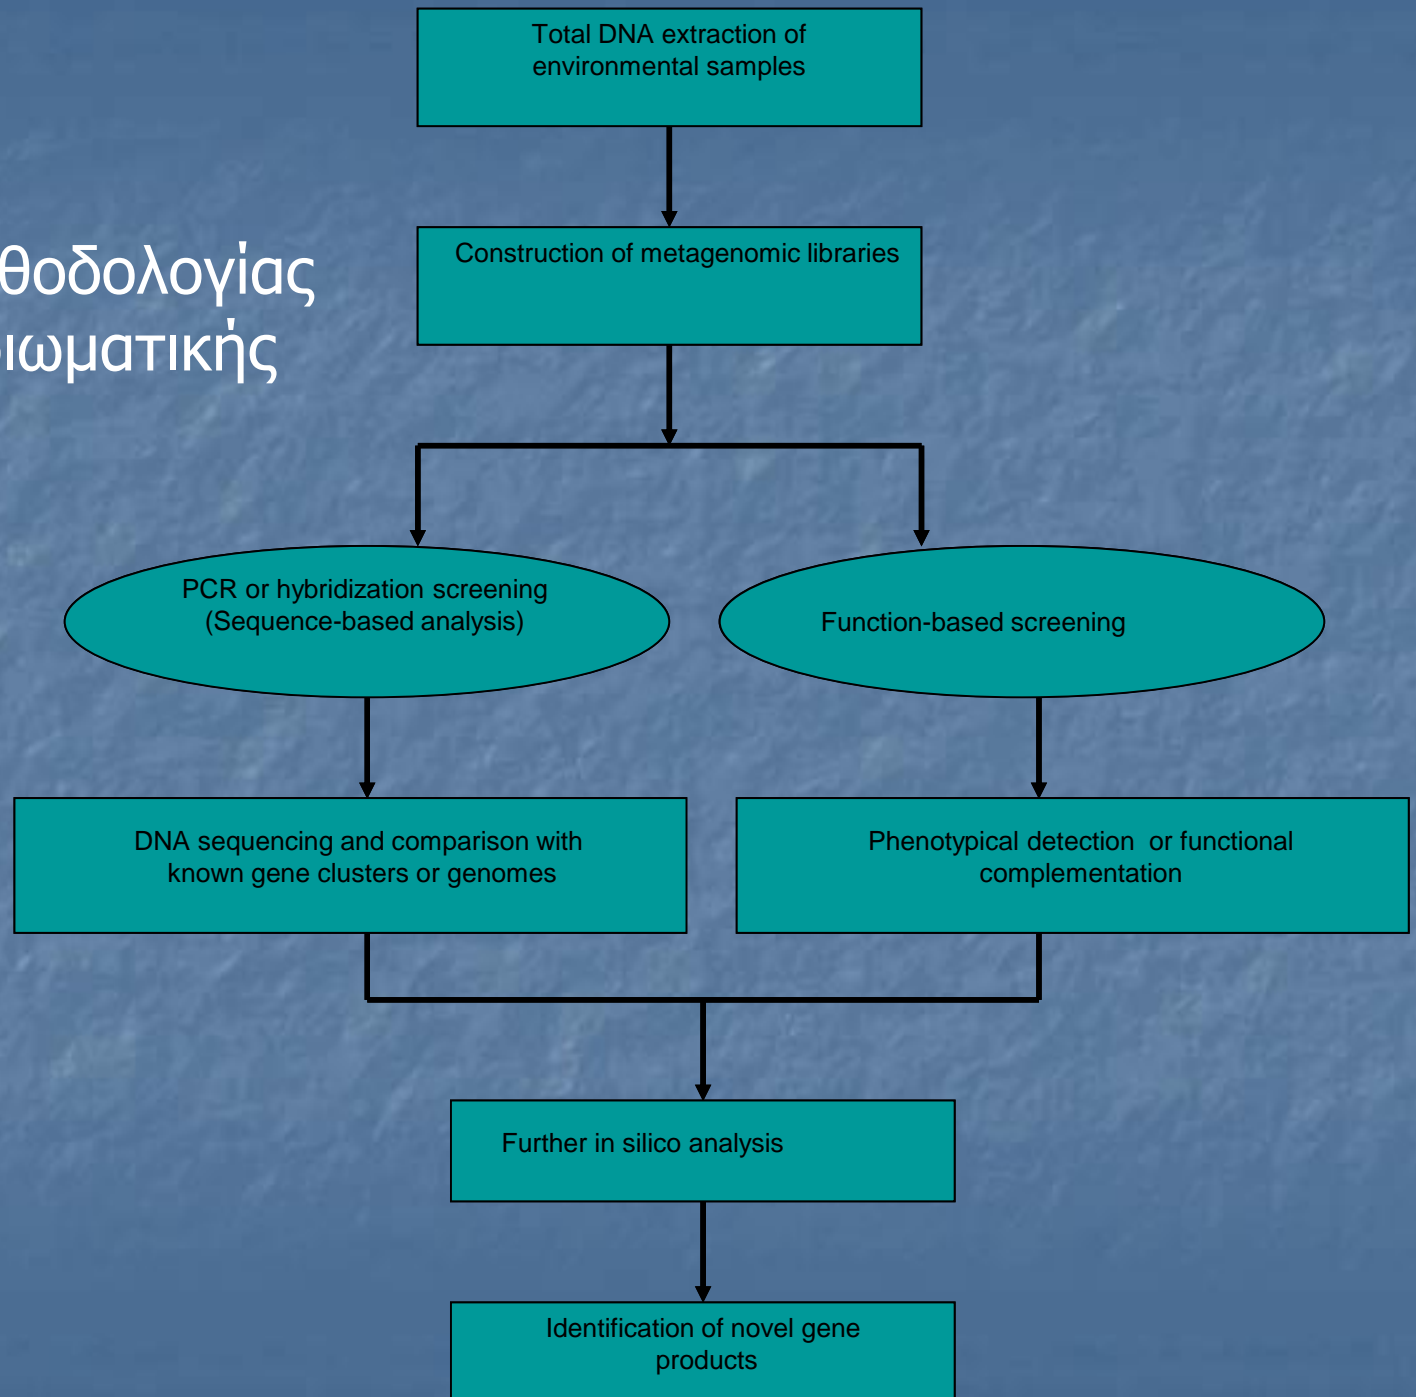 Total DNA extraction of
environmental samples
θοδολογίας
διωματικής
Construction of metagenomic libraries
PCR or hybridization screening
(Sequence-based analysis)
Function-based screening
DNA sequencing and comparison with
known gene clusters or genomes
Phenotypical detection or functional
complementation
Further in silico analysis
Identification of novel gene
products